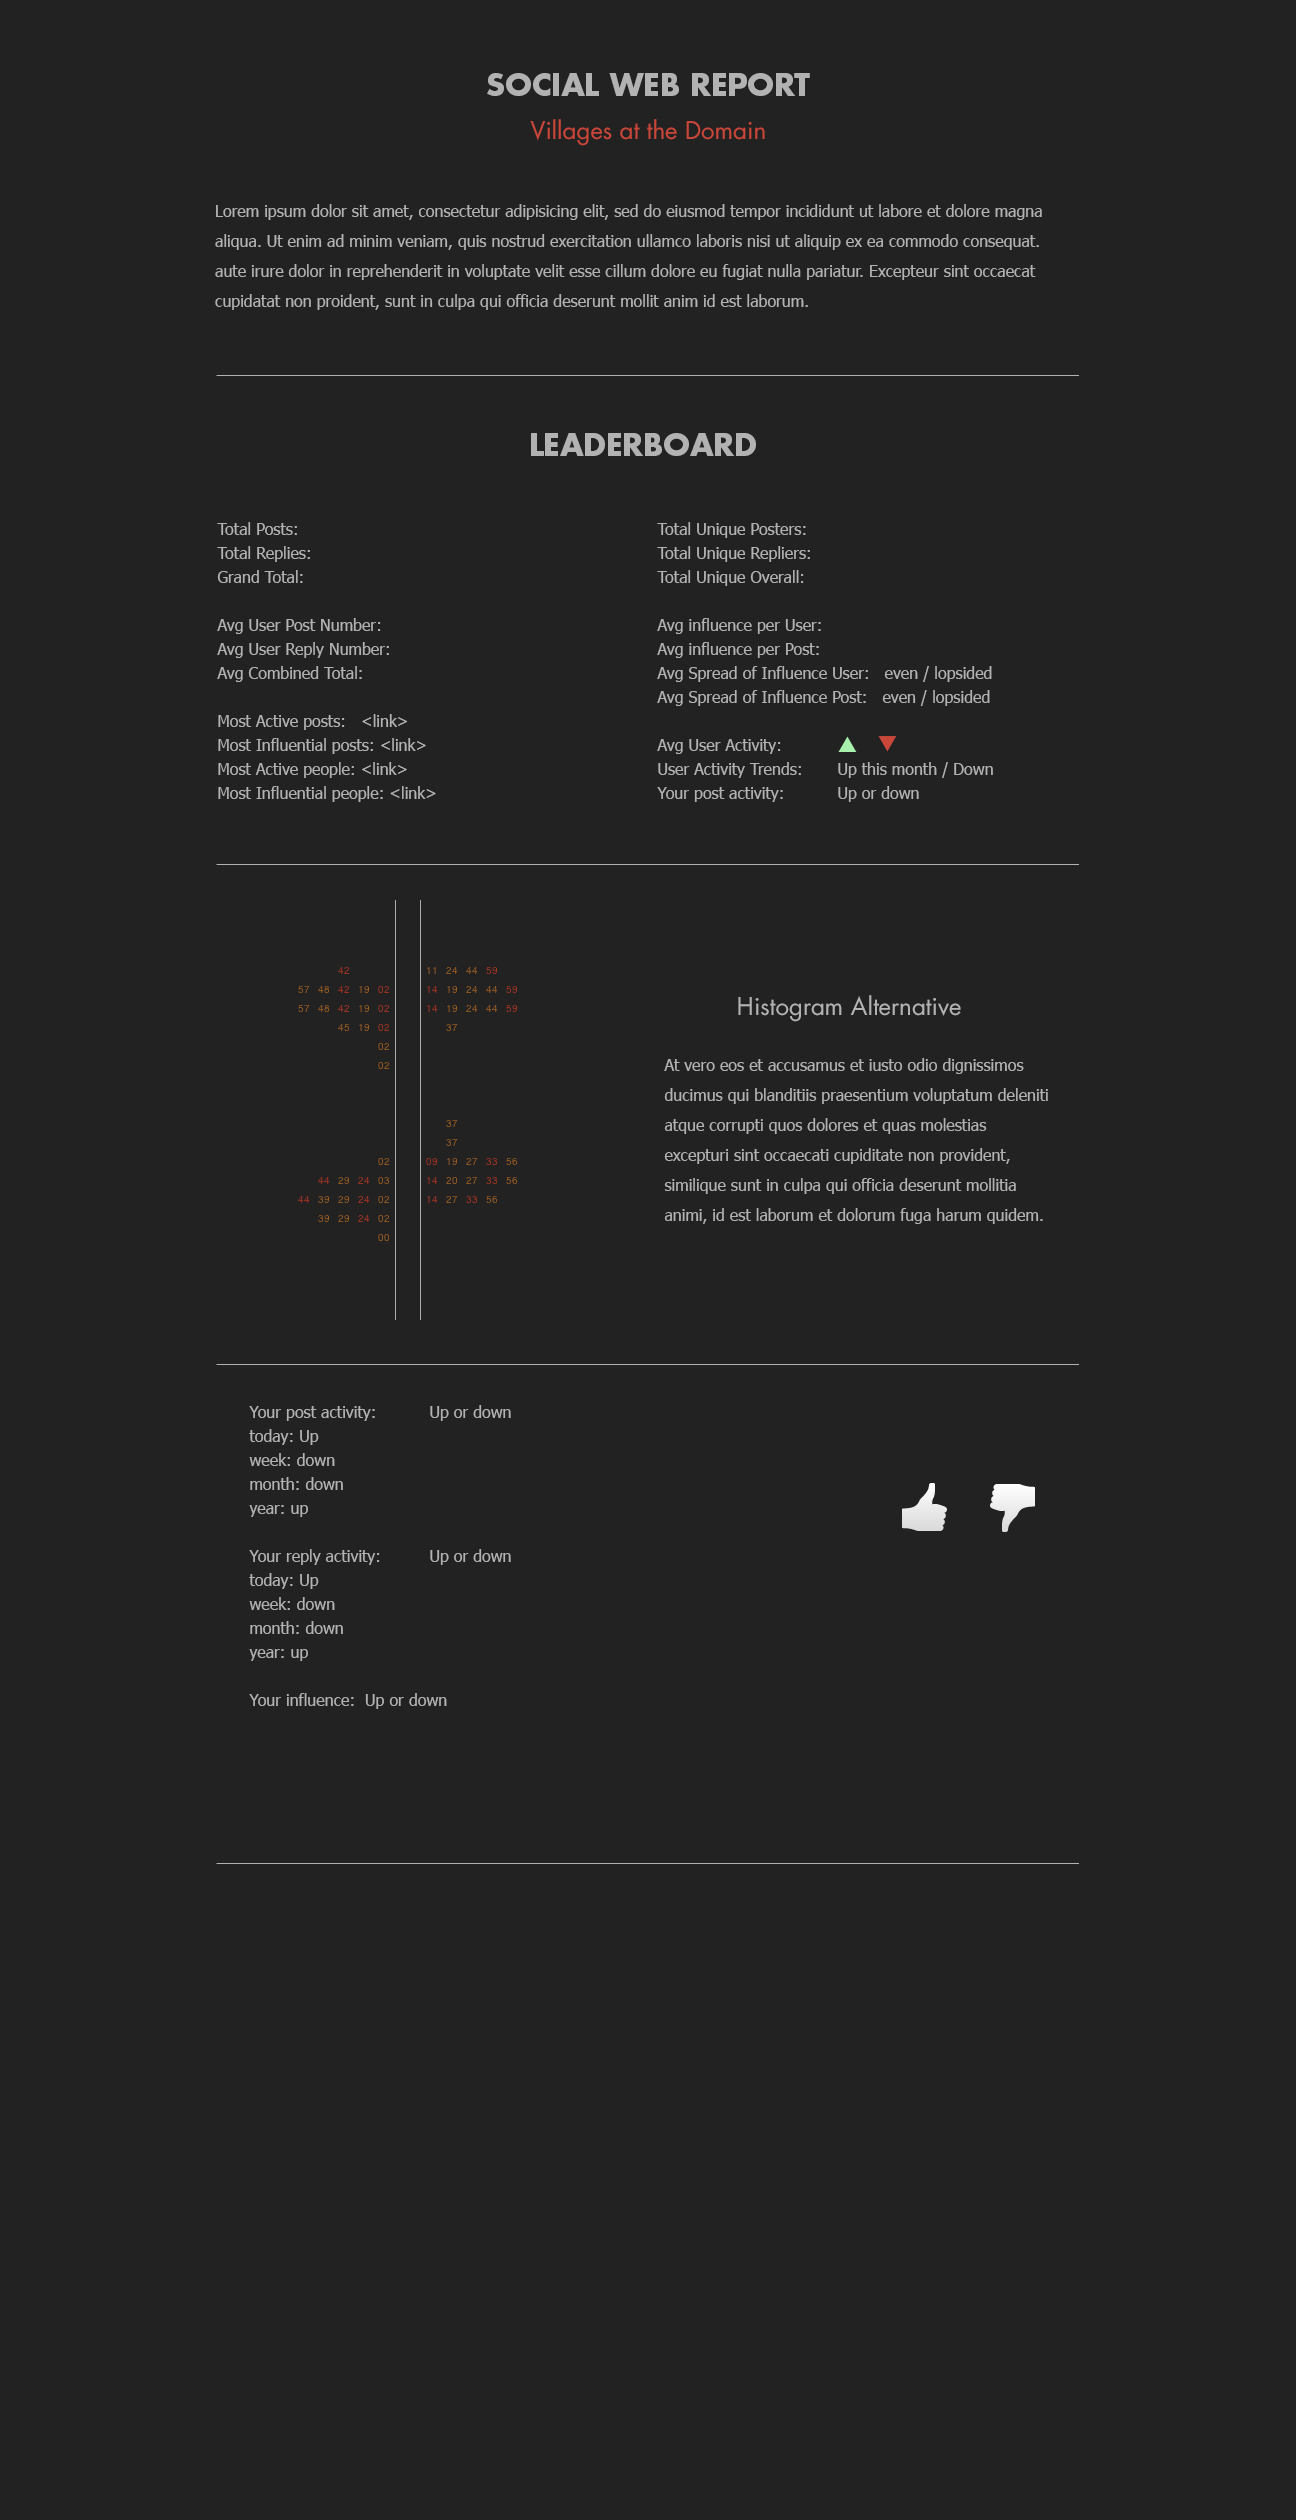 SOCIAL WEB REPORT
Villages at the Domain
Lorem ipsum dolor sit amet, consectetur adipisicing elit, sed do eiusmod tempor incididunt ut labore et dolore magna
aliqua. Ut enim ad minim veniam, quis nostrud exercitation ullamco laboris nisi ut aliquip ex ea commodo consequat.
aute irure dolor in reprehenderit in voluptate velit esse cillum dolore eu fugiat nulla pariatur. Excepteur sint occaecat
cupidatat non proident, sunt in culpa qui officia deserunt mollit anim id est laborum.
LEADERBOARD
Total Posts:
Total Replies:
Grand Total:
Avg User Post Number:
Avg User Reply Number:
Avg Combined Total:
Most Active posts: <link>
Most Influential posts: <link>
Most Active people: <link>
Most Influential people: <link>
Total Unique Posters:
Total Unique Repliers:
Total Unique Overall:
Avg influence per User:
Avg influence per Post:
Avg Spread of Influence User: even / lopsided
Avg Spread of Influence Post: even / lopsided
Avg User Activity:
User Activity Trends: Up this month / Down
Your post activity: Up or down
42 11 24 44 59
57 48 42 19 02 14 19 24 44 59
57 48 42 19 02 14 19 24 44 59
45 19 02 37
02
02
37
37
02 09 19 27 33 56
44 29 24 03 14 20 27 33 56
44 39 29 24 02 14 27 33 56
39 29 24 02
00
Histogram Alternative
At vero eos et accusamus et iusto odio dignissimos
ducimus qui blanditiis praesentium voluptatum deleniti
atque corrupti quos dolores et quas molestias
excepturi sint occaecati cupiditate non provident,
similique sunt in culpa qui officia deserunt mollitia
animi, id est laborum et dolorum fuga harum quidem.
Your post activity: Up or down
today: Up
week: down
month: down
year: up
Your reply activity: Up or down
today: Up
week: down
month: down
year: up
Your influence: Up or down